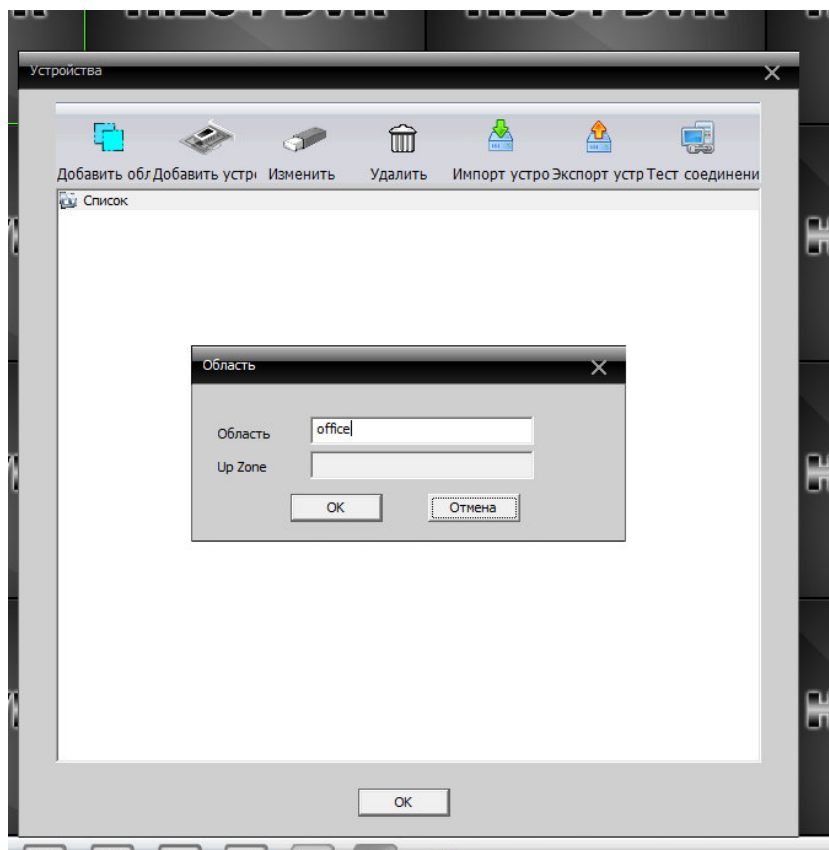 Устройства
Добавить обл Добавить устр Изменить Удалить Импорт устро Экспорт устр Тест соединени
Список
Область
Область office
Up Zone
OK Отмена
OK